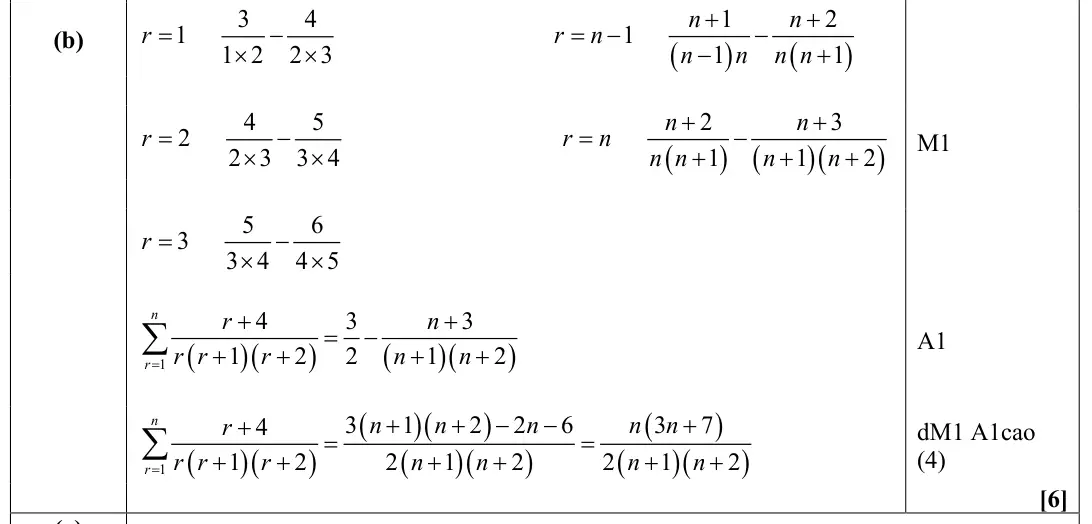 (b) r = 1 3/(1×2) − 4/(2×3) r = n − 1 (n+1)/((n−1)n) − (n+2)/(n(n+1))
r = 2 4/(2×3) − 5/(3×4) r = n (n+2)/(n(n+1)) − (n+3)/((n+1)(n+2)) M1
r = 3 5/(3×4) − 6/(4×5)
∑_{r=1}^{n} (r+4)/(r(r+1)(r+2)) = 3/2 − (n+3)/((n+1)(n+2)) A1
∑_{r=1}^{n} (r+4)/(r(r+1)(r+2)) = (3(n+1)(n+2)−2n−6)/(2(n+1)(n+2)) = n(3n+7)/(2(n+1)(n+2)) dM1 A1cao
(4)
[6]